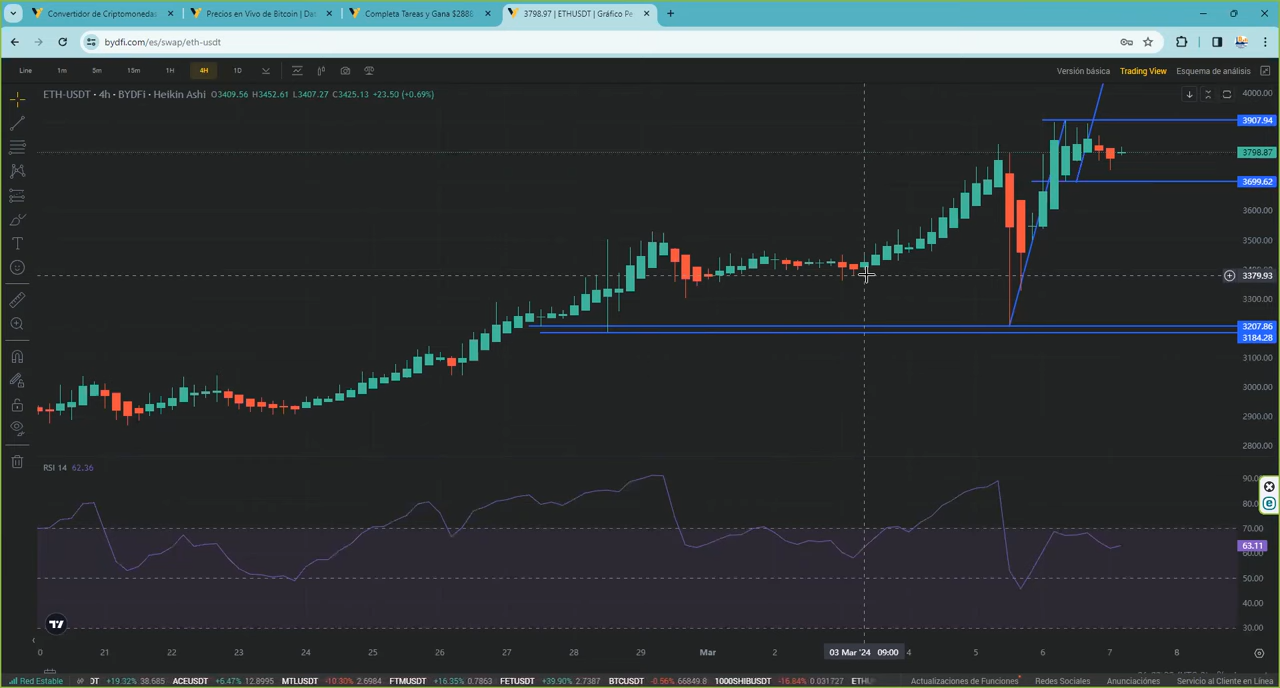 Convertidor de Criptomonedas
Precios en Vivo de Bitcoin | Da
Completa Tareas y Gana $2888
3798.97 | ETHUSDT | Gráfico Pe
bydfi.com/es/swap/eth-usdt
Line 1m 5m 15m 1H 4H 1D
Versión básica Trading View Esquema de análisis
ETH-USDT · 4h · BYDFi · Heikin Ashi O3409.56 H3452.61 L3407.27 C3425.13 +23.50 (+0.69%)
4000.00
3907.94
3798.87
3699.62
3600.00
3500.00
3379.93
3300.00
3207.86
3184.28
3100.00
3000.00
2900.00
2800.00
RSI 14 62.36
90.00
70.00
63.11
50.00
40.00
30.00
21 22 23 24 25 26 27 28 29 Mar 2 03 Mar '24 09:00 4 5 6 7 8
Red Estable
+19.32% 38.685 ACEUSDT +6.47% 12.8995 MTLUSDT -10.30% 2.6984 FTMUSDT +16.35% 0.7863 FETUSDT +39.90% 2.7387 BTCUSDT -0.56% 66849.8 1000SHIBUSDT -16.84% 0.031727
Actualizaciones de Funciones Redes Sociales Anunciaciones Servicio al Cliente en Línea